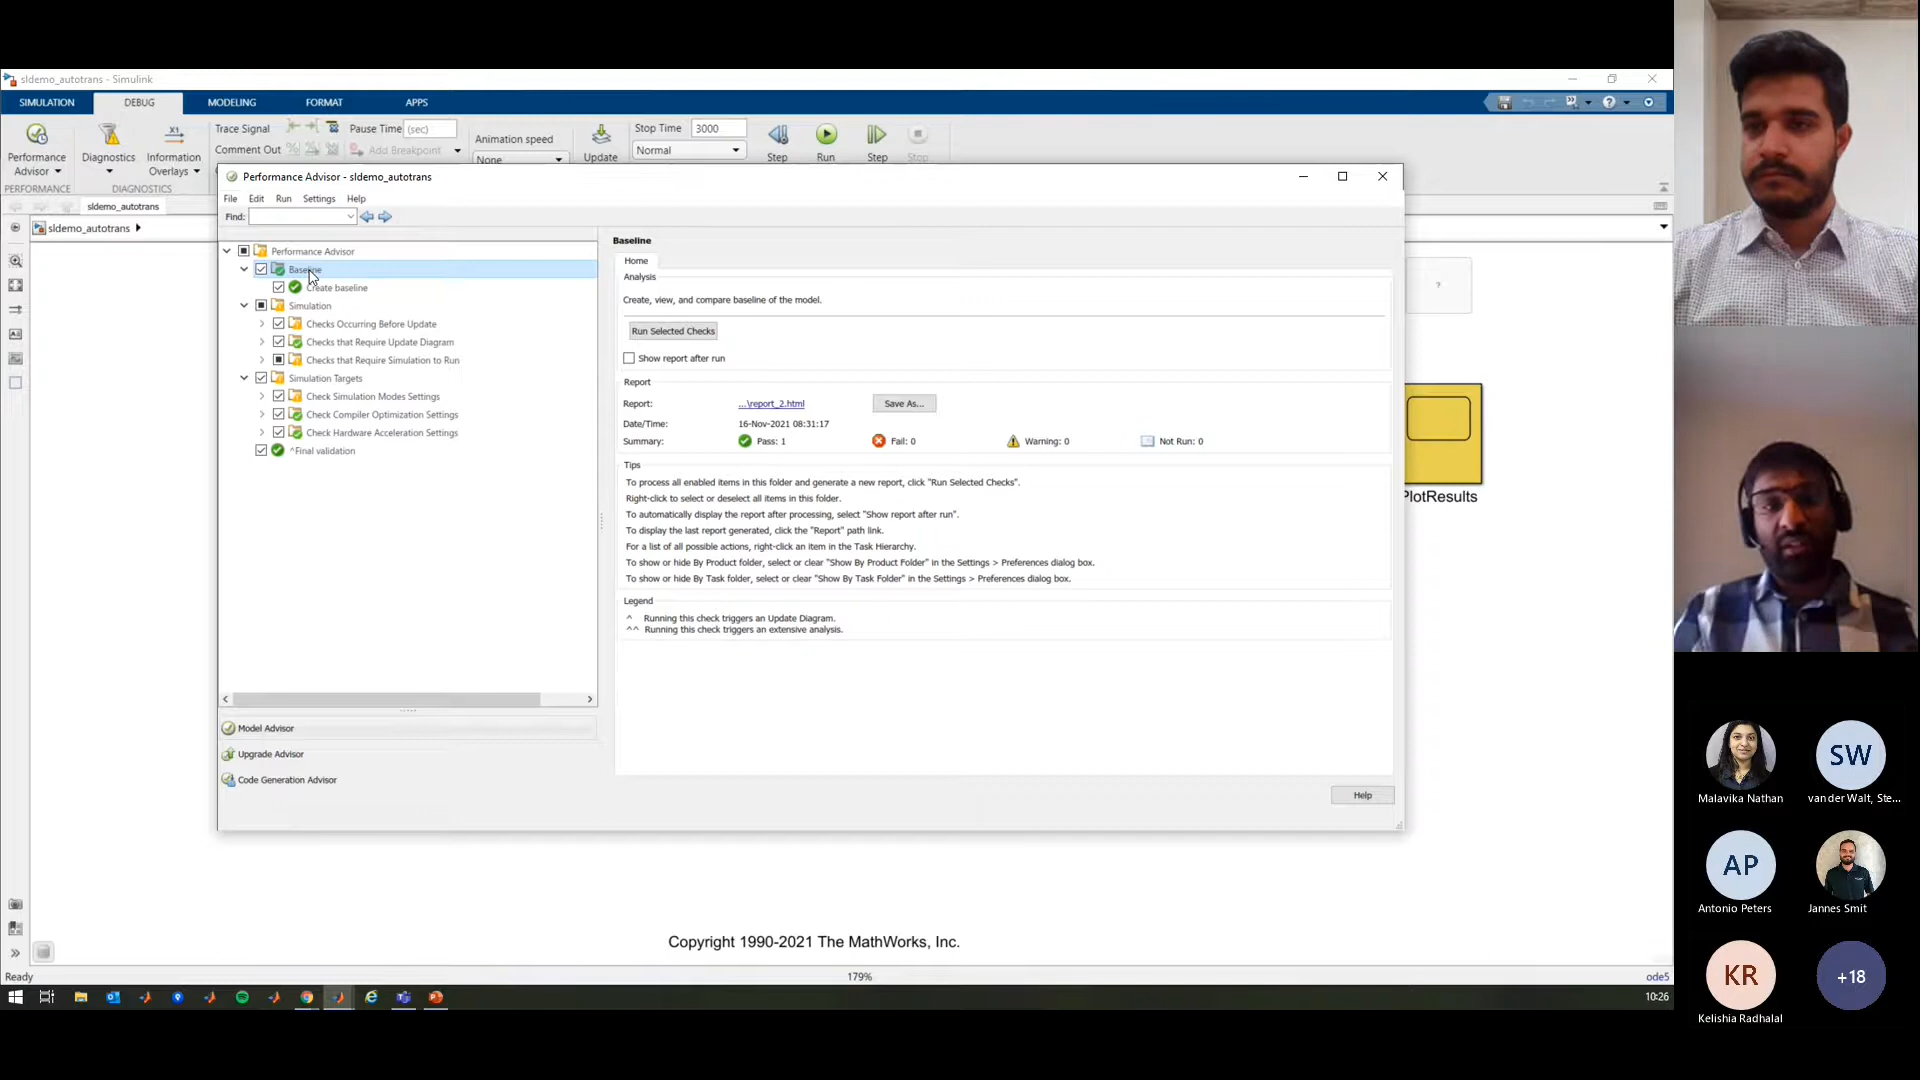 sldemo_autotrans - Simulink
SIMULATION DEBUG MODELING FORMAT APPS
Trace Signal Pause Time (sec) Animation speed Stop Time 3000
Comment Out Add Breakpoint None Normal
Performance Advisor Diagnostics Information Overlays Update Step Run Step Stop
PERFORMANCE DIAGNOSTICS
sldemo_autotrans
sldemo_autotrans
Performance Advisor - sldemo_autotrans
File Edit Run Settings Help
Find:
Performance Advisor
Baseline
Create baseline
Simulation
Checks Occurring Before Update
Checks that Require Update Diagram
Checks that Require Simulation to Run
Simulation Targets
Check Simulation Modes Settings
Check Compiler Optimization Settings
Check Hardware Acceleration Settings
^Final validation
Model Advisor
Upgrade Advisor
Code Generation Advisor
Baseline
Home
Analysis
Create, view, and compare baseline of the model.
Run Selected Checks
Show report after run
Report
Report: ...\report_2.html Save As...
Date/Time: 16-Nov-2021 08:31:17
Summary: Pass: 1 Fail: 0 Warning: 0 Not Run: 0
Tips
To process all enabled items in this folder and generate a new report, click "Run Selected Checks".
Right-click to select or deselect all items in this folder.
To automatically display the report after processing, select "Show report after run".
To display the last report generated, click the "Report" path link.
For a list of all possible actions, right-click an item in the Task Hierarchy.
To show or hide By Product folder, select or clear "Show By Product Folder" in the Settings > Preferences dialog box.
To show or hide By Task folder, select or clear "Show By Task Folder" in the Settings > Preferences dialog box.
Legend
^ Running this check triggers an Update Diagram.
^^ Running this check triggers an extensive analysis.
Help
?
PlotResults
Copyright 1990-2021 The MathWorks, Inc.
Ready 179% ode5
10:26
Malavika Nathan
SW
van der Walt, Ste...
AP
Antonio Peters
Jannes Smit
KR
Kelishia Radhalal
+18